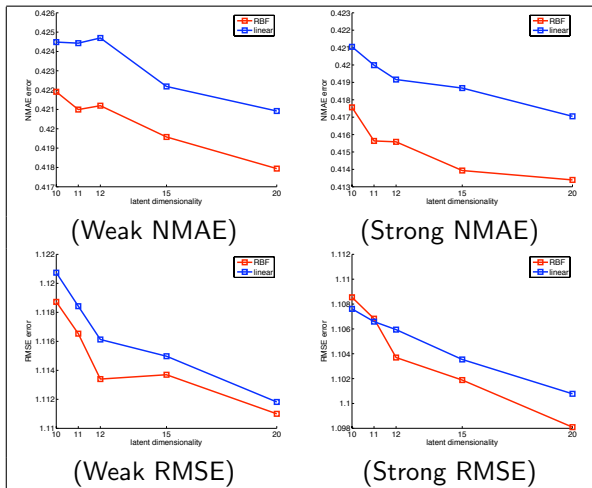 0.426
0.425
0.424
0.423
0.422
0.421
0.42
0.419
0.418
0.417
NMAE error
RBF
linear
10 11 12 15 20
latent dimensionality
(Weak NMAE)
0.423
0.422
0.421
0.42
0.419
0.418
0.417
0.416
0.415
0.414
0.413
NMAE error
RBF
linear
10 11 12 15 20
latent dimensionality
(Strong NMAE)
1.122
1.12
1.118
1.116
1.114
1.112
1.11
RMSE error
RBF
linear
10 11 12 15 20
latent dimensionality
(Weak RMSE)
1.112
1.11
1.108
1.106
1.104
1.102
1.1
1.098
RMSE error
RBF
linear
10 11 12 15 20
latent dimensionality
(Strong RMSE)